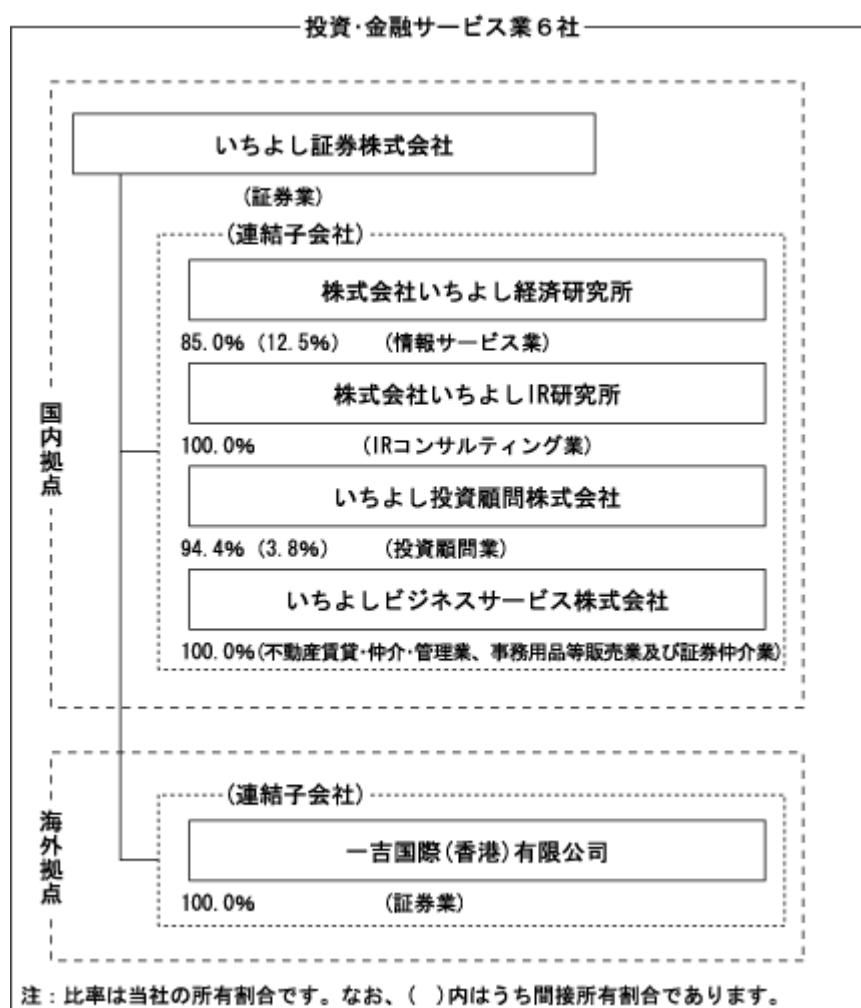 投資・金融サービス業6社
いちよし証券株式会社
(証券業)
(連結子会社)
株式会社いちよし経済研究所
85.0% (12.5%) (情報サービス業)
株式会社いちよしIR研究所
100.0% (IRコンサルティング業)
いちよし投資顧問株式会社
94.4% (3.8%) (投資顧問業)
いちよしビジネスサービス株式会社
100.0%(不動産賃貸・仲介・管理業、事務用品等販売業及び証券仲介業)
国内拠点
(連結子会社)
一吉国際(香港)有限公司
100.0% (証券業)
海外拠点
注：比率は当社の所有割合です。なお、( )内はうち間接所有割合であります。